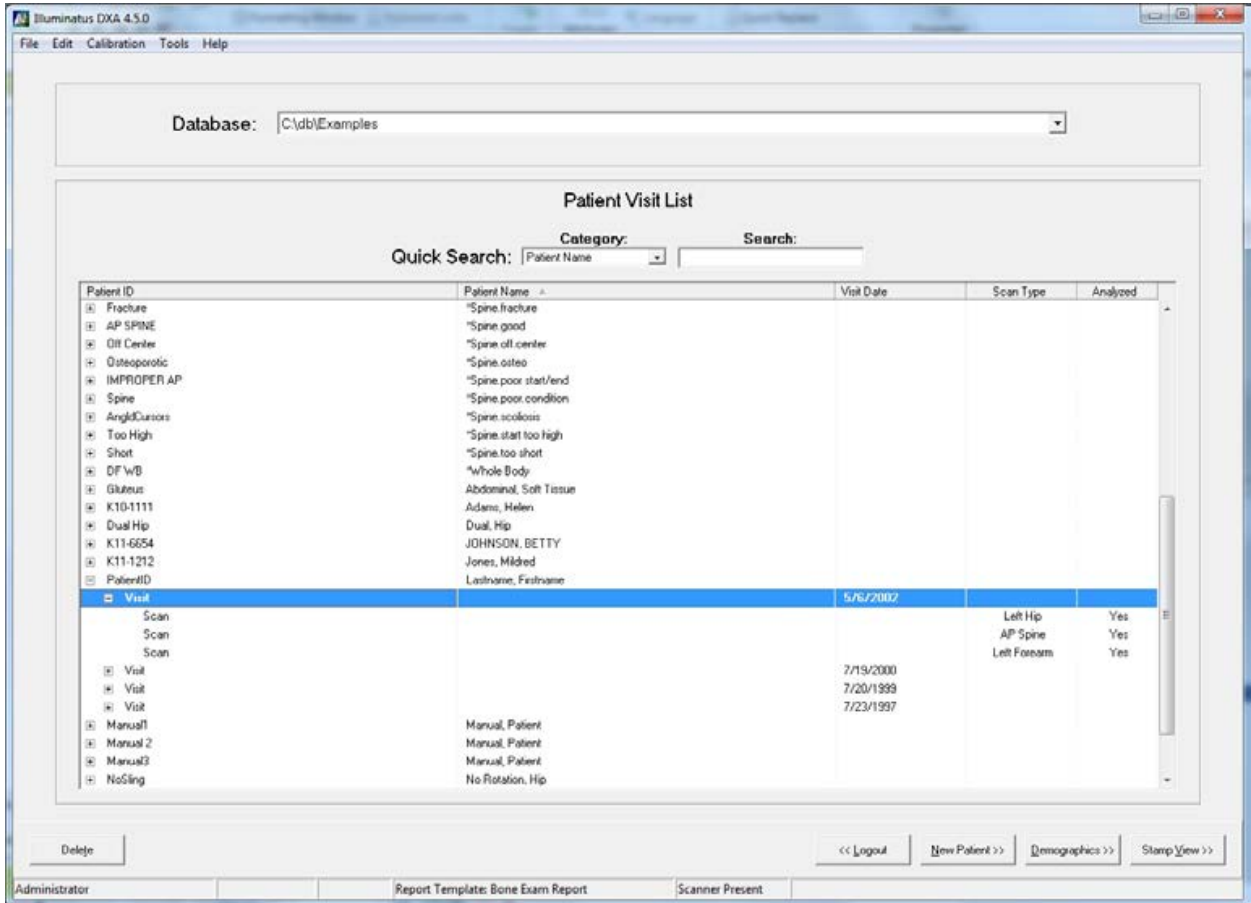 Illuminatus DXA 4.5.0
File Edit Calibration Tools Help
Database: C:\db\Examples
Patient Visit List
Category: Search:
Quick Search: Patient Name
Patient ID Patient Name Visit Date Scan Type Analyzed
Fracture *Spine.fracture
AP SPINE *Spine.good
Off Center *Spine.off.center
Osteoporotic *Spine.osteo
IMPROPER AP *Spine.poor start/end
Spine *Spine.poor.condition
AngldCursors *Spine.scoliosis
Too High *Spine.start too high
Short *Spine.too short
DF WB *Whole Body
Gluteus Abdominal, Soft Tissue
K10-1111 Adams, Helen
Dual Hip Dual, Hip
K11-6654 JOHNSON, BETTY
K11-1212 Jones, Mildred
PatientID Lastname, Firstname
Visit 5/6/2002
Scan Left Hip Yes
Scan AP Spine Yes
Scan Left Forearm Yes
Visit 7/19/2000
Visit 7/20/1999
Visit 7/23/1997
Manual1 Manual, Patient
Manual 2 Manual, Patient
Manual3 Manual, Patient
NoSling No Rotation, Hip
Delete << Logout New Patient >> Demographics >> Stamp View >>
Administrator Report Template: Bone Exam Report Scanner Present